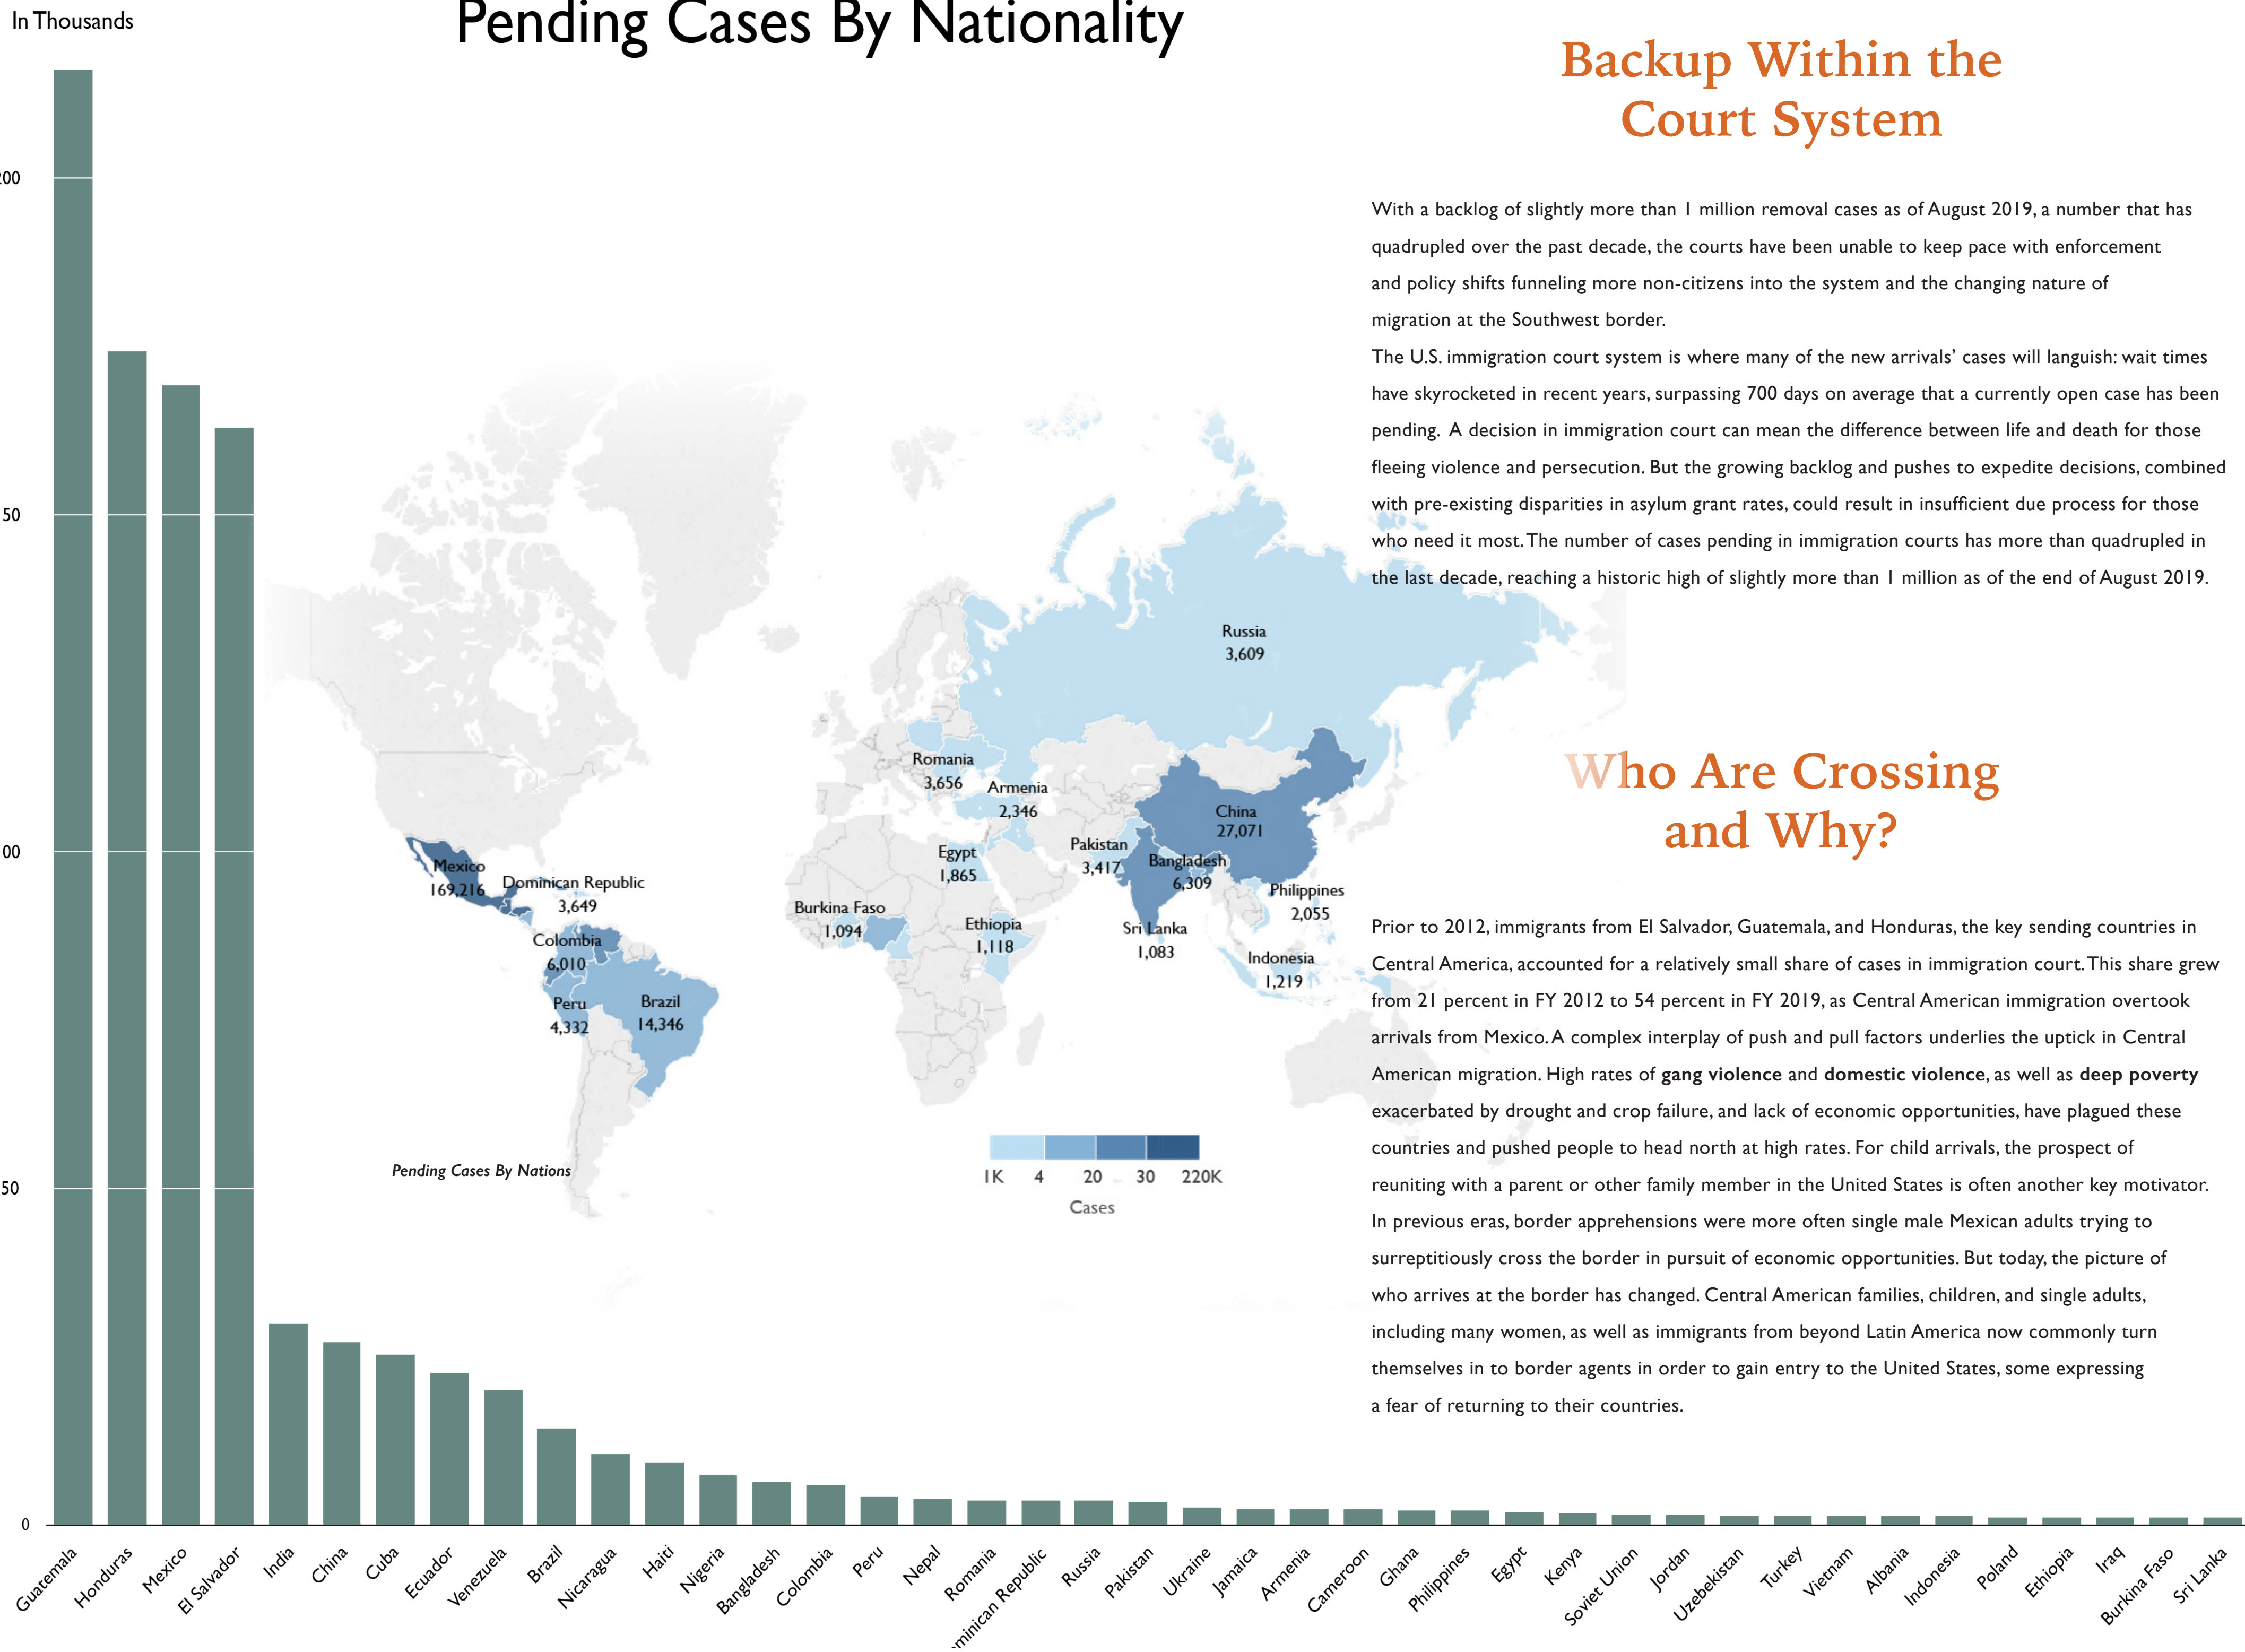 In Thousands
Pending Cases By Nationality
200
50
00
50
0
Guatemala
Honduras
Mexico
El Salvador
India
China
Cuba
Ecuador
Venezuela
Brazil
Nicaragua
Haiti
Nigeria
Bangladesh
Colombia
Peru
Nepal
Romania
ominican Republic
Russia
Pakistan
Ukraine
Jamaica
Armenia
Cameroon
Ghana
Philippines
Egypt
Kenya
Soviet Union
Jordan
Uzebekistan
Turkey
Vietnam
Albania
Indonesia
Poland
Ethiopia
Iraq
Burkina Faso
Sri Lanka
Russia
3,609
Romania
3,656
Armenia
2,346
China
27,071
Pakistan
3,417
Bangladesh
6,309
Egypt
1,865
Mexico
169,216
Dominican Republic
3,649
Philippines
2,055
Burkina Faso
1,094
Ethiopia
1,118
Sri Lanka
1,083
Colombia
6,010
Indonesia
1,219
Peru
4,332
Brazil
14,346
Pending Cases By Nations
1K 4 20 30 220K
Cases
Backup Within the
Court System
With a backlog of slightly more than 1 million removal cases as of August 2019, a number that has
quadrupled over the past decade, the courts have been unable to keep pace with enforcement
and policy shifts funneling more non-citizens into the system and the changing nature of
migration at the Southwest border.
The U.S. immigration court system is where many of the new arrivals’ cases will languish: wait times
have skyrocketed in recent years, surpassing 700 days on average that a currently open case has been
pending. A decision in immigration court can mean the difference between life and death for those
fleeing violence and persecution. But the growing backlog and pushes to expedite decisions, combined
with pre-existing disparities in asylum grant rates, could result in insufficient due process for those
who need it most. The number of cases pending in immigration courts has more than quadrupled in
the last decade, reaching a historic high of slightly more than 1 million as of the end of August 2019.
Who Are Crossing
and Why?
Prior to 2012, immigrants from El Salvador, Guatemala, and Honduras, the key sending countries in
Central America, accounted for a relatively small share of cases in immigration court. This share grew
from 21 percent in FY 2012 to 54 percent in FY 2019, as Central American immigration overtook
arrivals from Mexico. A complex interplay of push and pull factors underlies the uptick in Central
American migration. High rates of gang violence and domestic violence, as well as deep poverty
exacerbated by drought and crop failure, and lack of economic opportunities, have plagued these
countries and pushed people to head north at high rates. For child arrivals, the prospect of
reuniting with a parent or other family member in the United States is often another key motivator.
In previous eras, border apprehensions were more often single male Mexican adults trying to
surreptitiously cross the border in pursuit of economic opportunities. But today, the picture of
who arrives at the border has changed. Central American families, children, and single adults,
including many women, as well as immigrants from beyond Latin America now commonly turn
themselves in to border agents in order to gain entry to the United States, some expressing
a fear of returning to their countries.